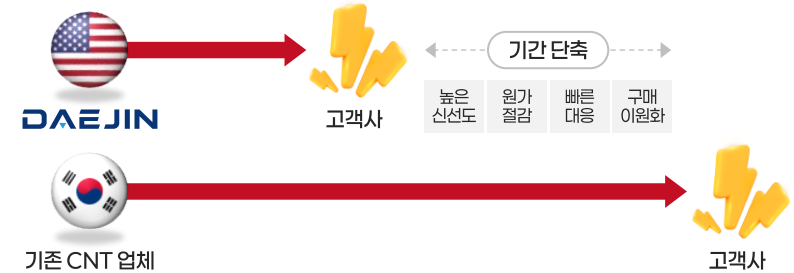 기간 단축
높은
신선도
원가
절감
빠른
대응
구매
이원화
DAEJIN
고객사
기존 CNT 업체
고객사